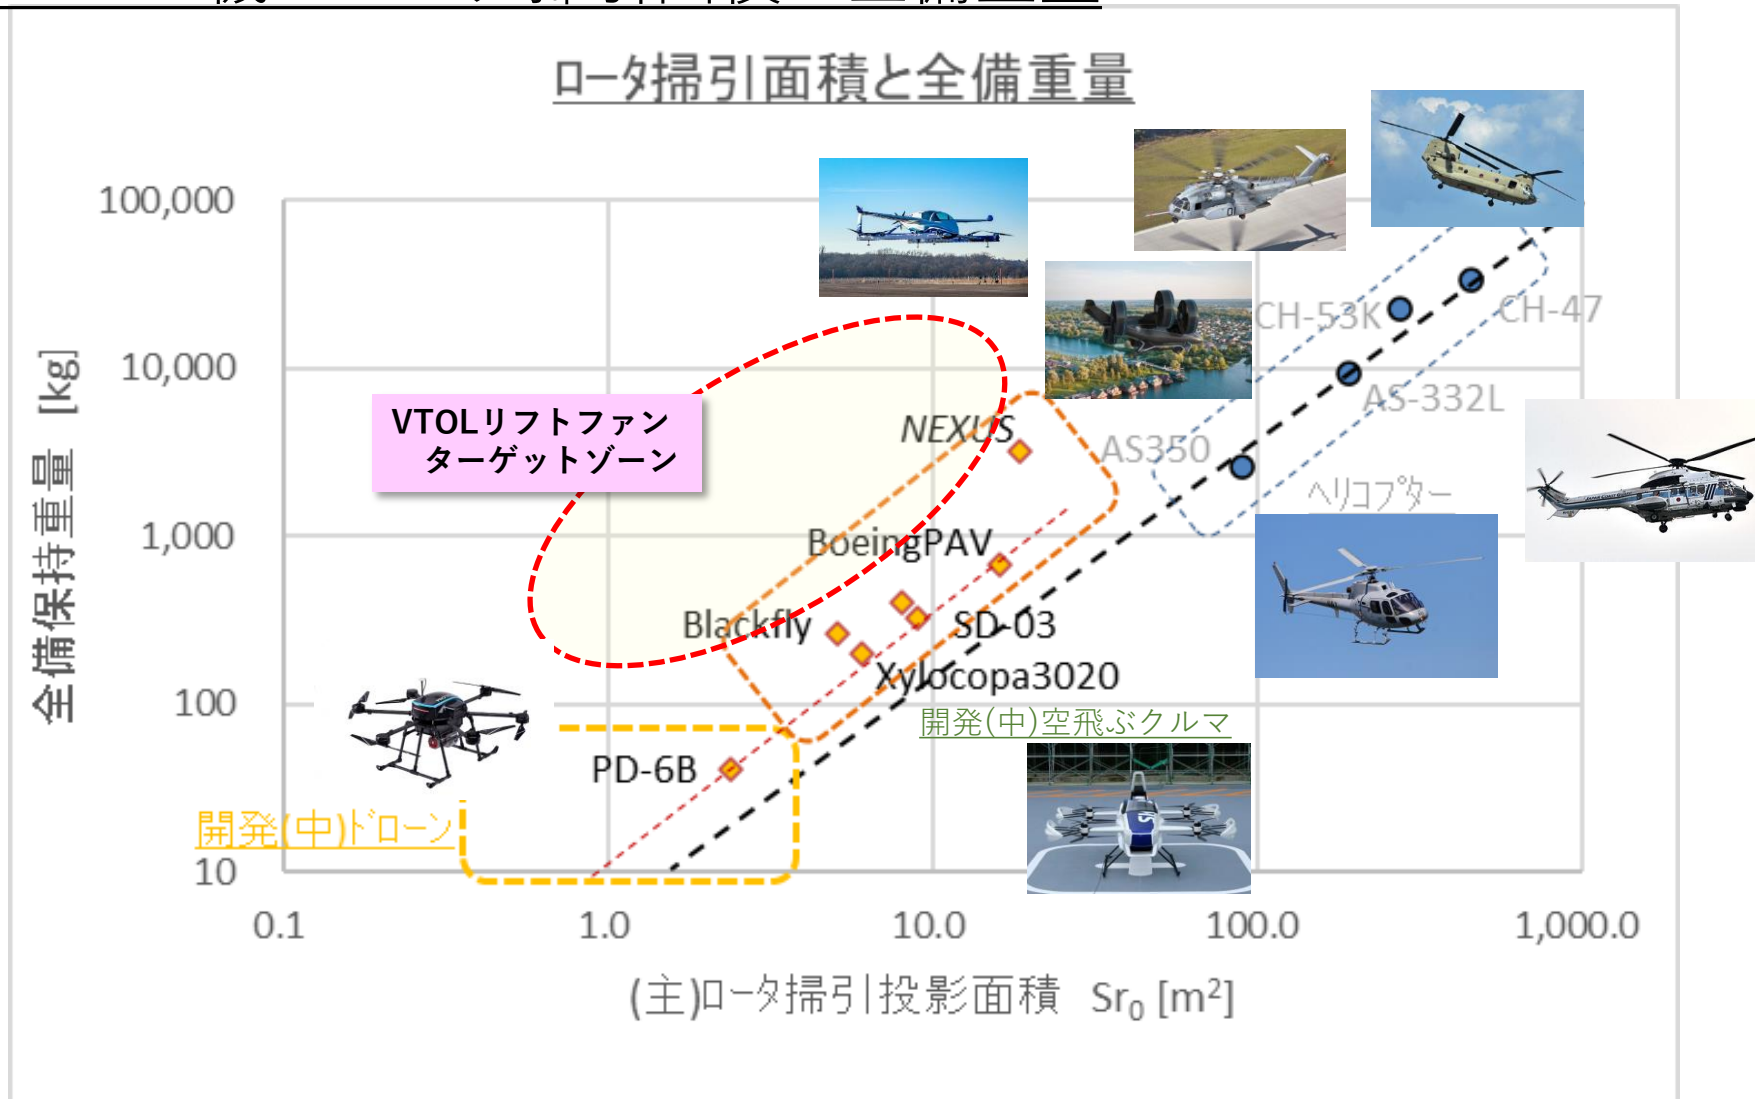 ロータ掃引面積と全備重量
100,000
10,000
1,000
100
10
全備保持重量 [kg]
0.1
1.0
10.0
100.0
1,000.0
(主)ロータ掃引投影面積 Sr₀ [m²]
VTOLリフトファン
ターゲットゾーン
NEXUS
BoeingPAV
Blackfly
SD-03
Xylocopa3020
開発(中)空飛ぶクルマ
PD-6B
開発(中)ドローン
CH-53K
CH-47
AS-332L
AS350
ヘリコプター